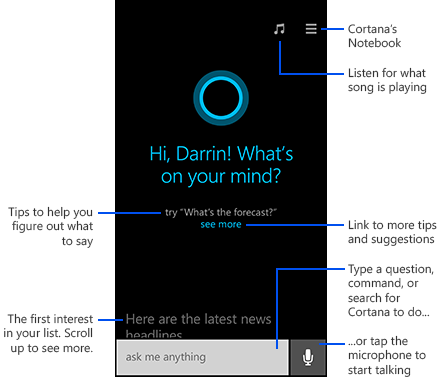 Cortana's
Notebook
Listen for what
song is playing
Hi, Darrin! What's
on your mind?
Tips to help you
figure out what
to say
try "What's the forecast?"
see more
Link to more tips
and suggestions
Type a question,
command, or
search for
Cortana to do...
The first interest
in your list. Scroll
up to see more.
Here are the latest news
headlines
ask me anything
...or tap the
microphone to
start talking